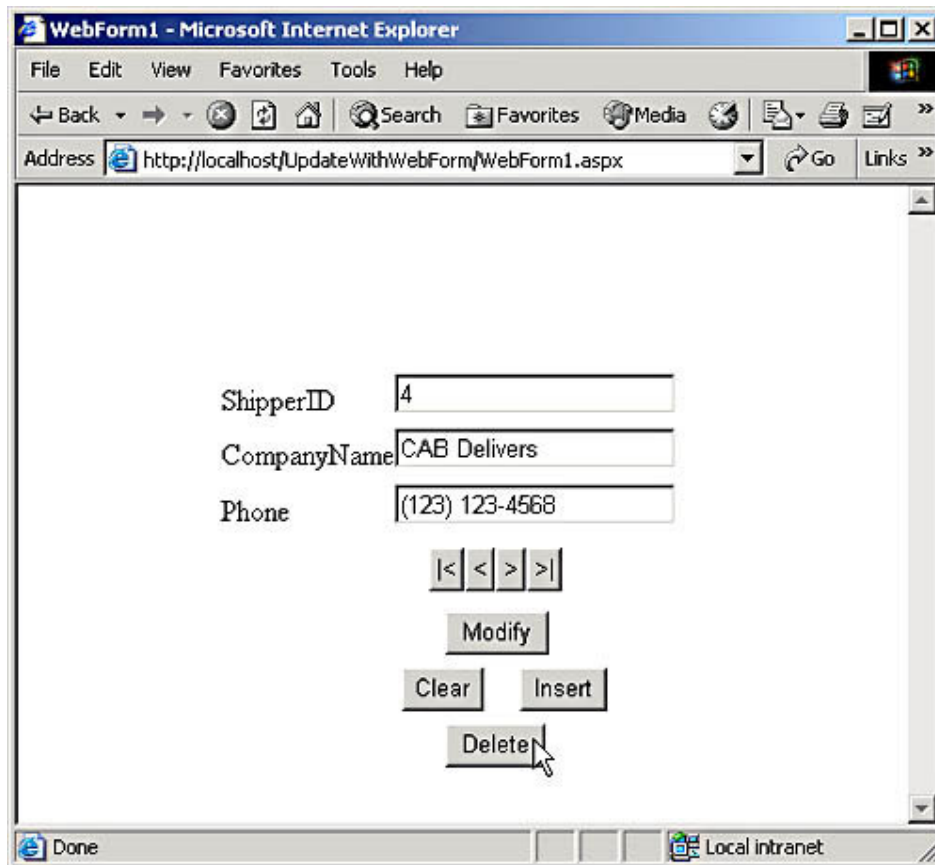 WebForm1 - Microsoft Internet Explorer
File Edit View Favorites Tools Help
Back Search Favorites Media »
Address http://localhost/UpdateWithWebForm/WebForm1.aspx Go Links »
ShipperID 4
CompanyName CAB Delivers
Phone (123) 123-4568
|< < > >|
Modify
Clear Insert
Delete
Done Local intranet